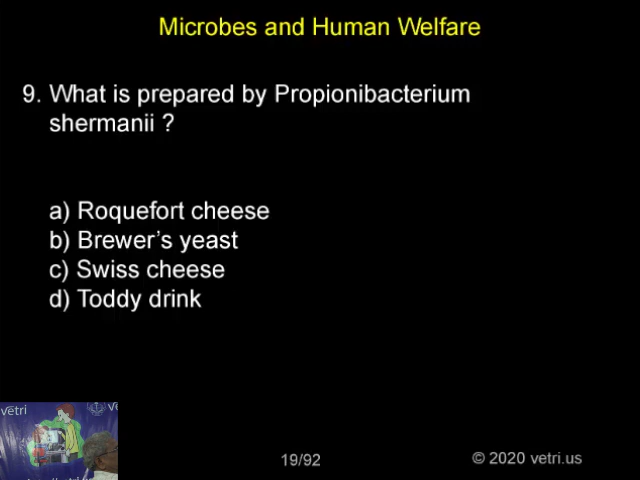 Microbes and Human Welfare
9. What is prepared by Propionibacterium
shermanii ?
a) Roquefort cheese
b) Brewer's yeast
c) Swiss cheese
d) Toddy drink
vetri
19/92
© 2020 vetri.us